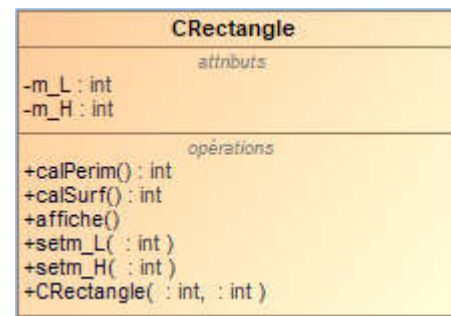 CRectangle
attributs
-m_L : int
-m_H : int
opérations
+calPerim() : int
+calSurf() : int
+affiche()
+setm_L( : int )
+setm_H( : int )
+CRectangle( : int, : int )